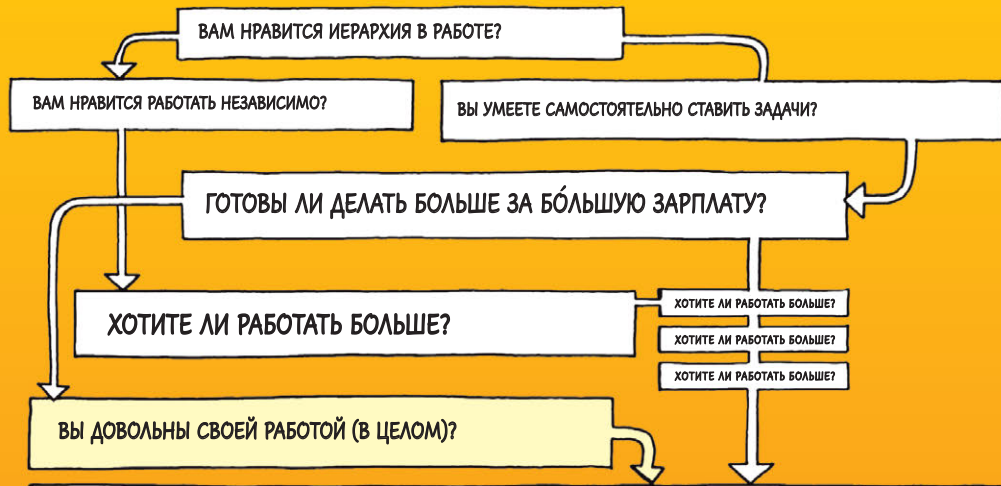 ВАМ НРАВИТСЯ ИЕРАРХИЯ В РАБОТЕ?
ВАМ НРАВИТСЯ РАБОТАТЬ НЕЗАВИСИМО?
ВЫ УМЕЕТЕ САМОСТОЯТЕЛЬНО СТАВИТЬ ЗАДАЧИ?
ГОТОВЫ ЛИ ДЕЛАТЬ БОЛЬШЕ ЗА БО́ЛЬШУЮ ЗАРПЛАТУ?
ХОТИТЕ ЛИ РАБОТАТЬ БОЛЬШЕ?
ХОТИТЕ ЛИ РАБОТАТЬ БОЛЬШЕ?
ХОТИТЕ ЛИ РАБОТАТЬ БОЛЬШЕ?
ХОТИТЕ ЛИ РАБОТАТЬ БОЛЬШЕ?
ВЫ ДОВОЛЬНЫ СВОЕЙ РАБОТОЙ (В ЦЕЛОМ)?